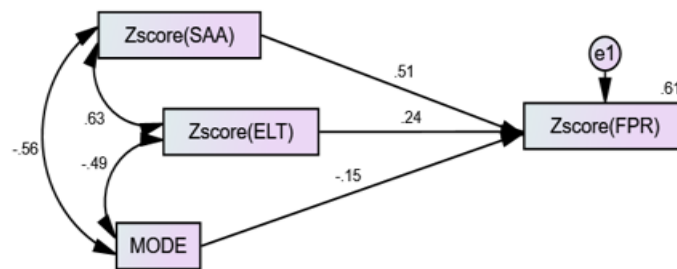 Zscore(SAA)
e1
.51
.61
.63
Zscore(ELT)
.24
Zscore(FPR)
-.56
-.49
-.15
MODE